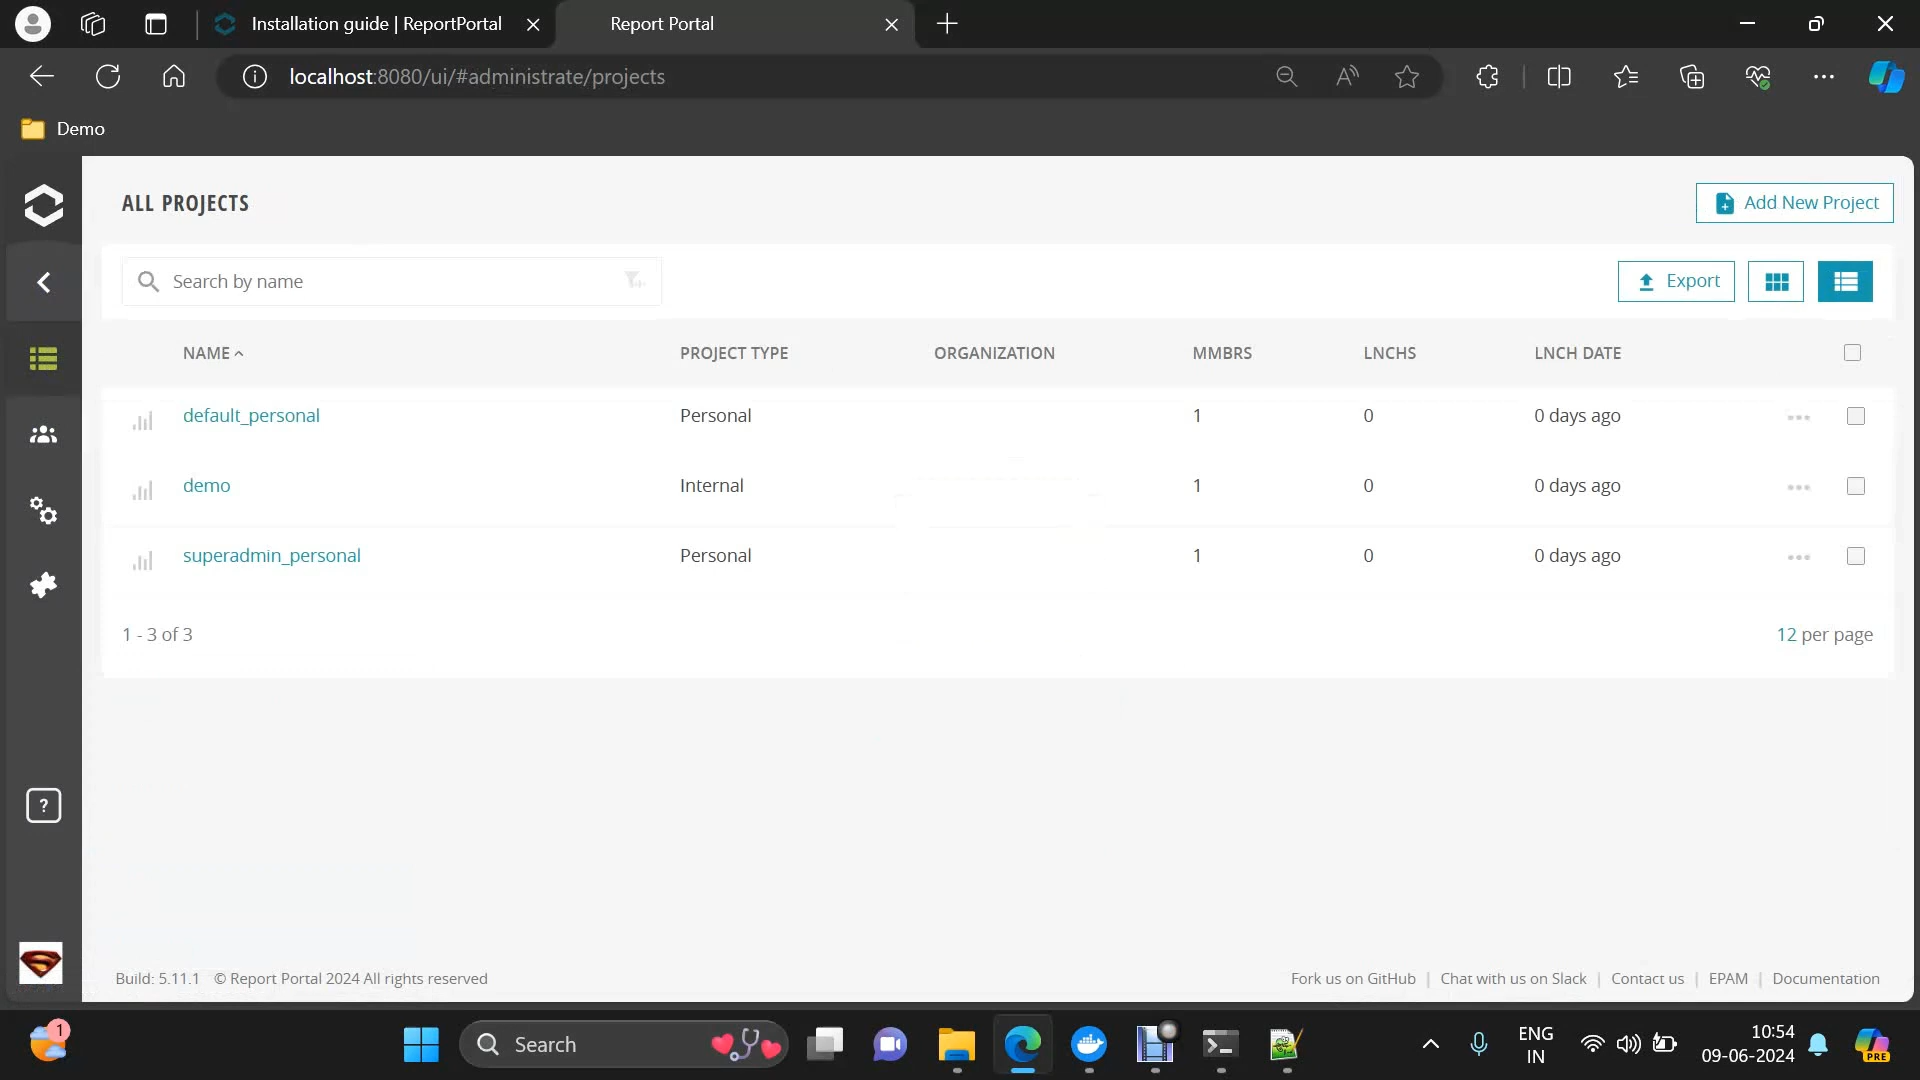 Installation guide | ReportPortal
Report Portal
localhost:8080/ui/#administrate/projects
Demo
ALL PROJECTS
Add New Project
Search by name
Export
NAME PROJECT TYPE ORGANIZATION MMBRS LNCHS LNCH DATE
default_personal Personal 1 0 0 days ago
demo Internal 1 0 0 days ago
superadmin_personal Personal 1 0 0 days ago
1 - 3 of 3
12 per page
?
Build: 5.11.1 © Report Portal 2024 All rights reserved
Fork us on GitHub | Chat with us on Slack | Contact us | EPAM | Documentation
1
Search
ENG
IN
10:54
09-06-2024
PRE